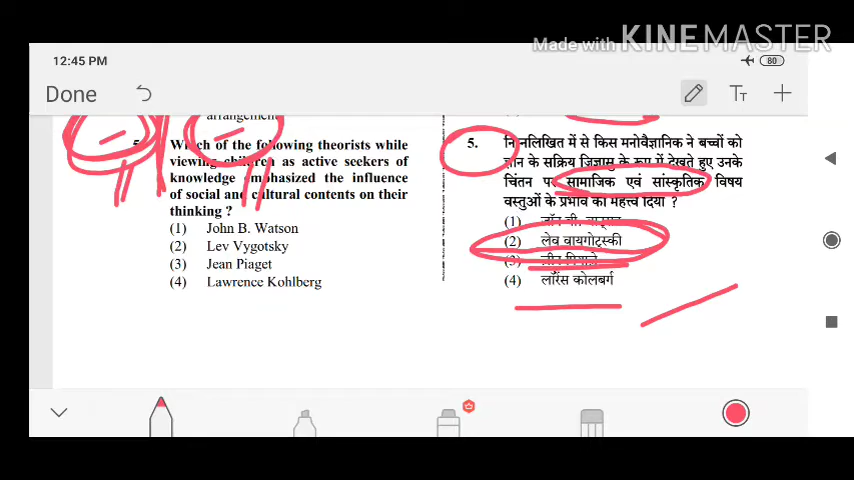 Made with KINEMASTER
12:45 PM
80
Done
Tт
arrangement
Which of the following theorists while
viewing children as active seekers of
knowledge emphasized the influence
of social and cultural contents on their
thinking ?
(1) John B. Watson
(2) Lev Vygotsky
(3) Jean Piaget
(4) Lawrence Kohlberg
5. निम्नलिखित में से किस मनोवैज्ञानिक ने बच्चों को
ज्ञान के सक्रिय जिज्ञासु के रूप में देखते हुए उनके
चिंतन पर सामाजिक एवं सांस्कृतिक विषय
वस्तुओं के प्रभाव को महत्त्व दिया ?
(1) जॉन बी. वाट्सन
(2) लेव वायगोट्स्की
(3) जीन पियाजे
(4) लॉरेंस कोलबर्ग